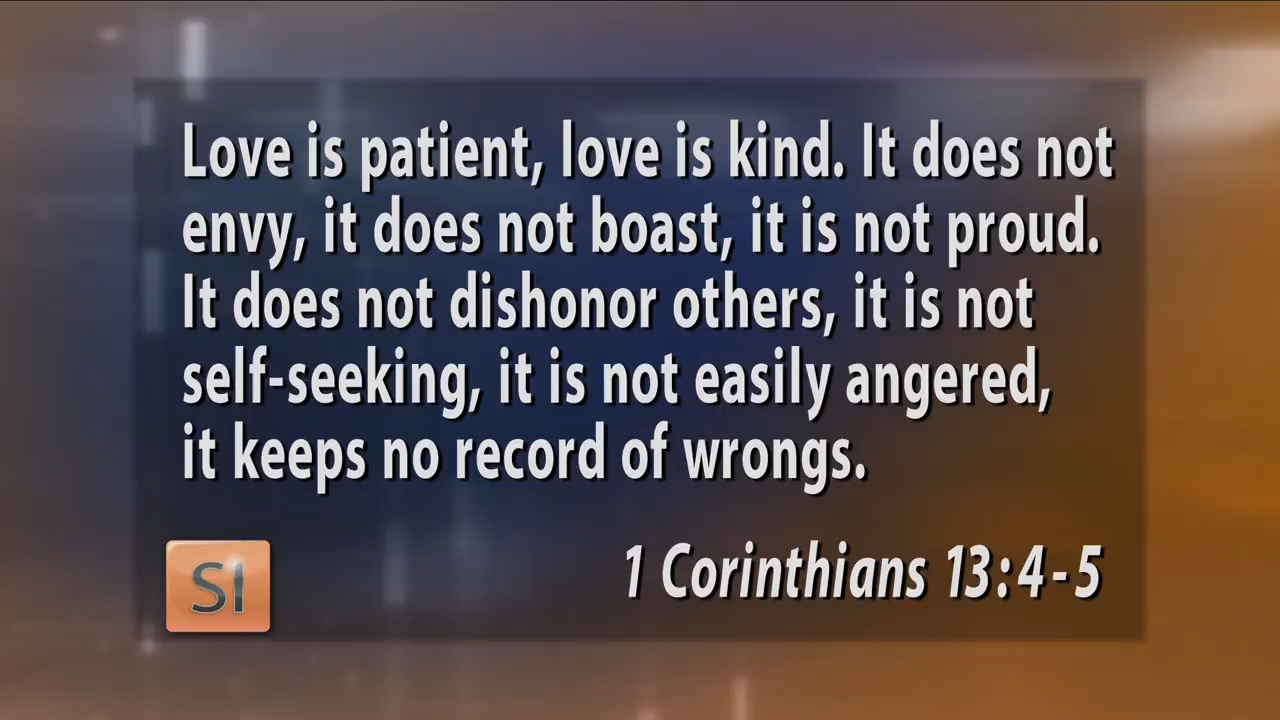 Love is patient, love is kind. It does not
envy, it does not boast, it is not proud.
It does not dishonor others, it is not
self-seeking, it is not easily angered,
it keeps no record of wrongs.
1 Corinthians 13:4-5
SI